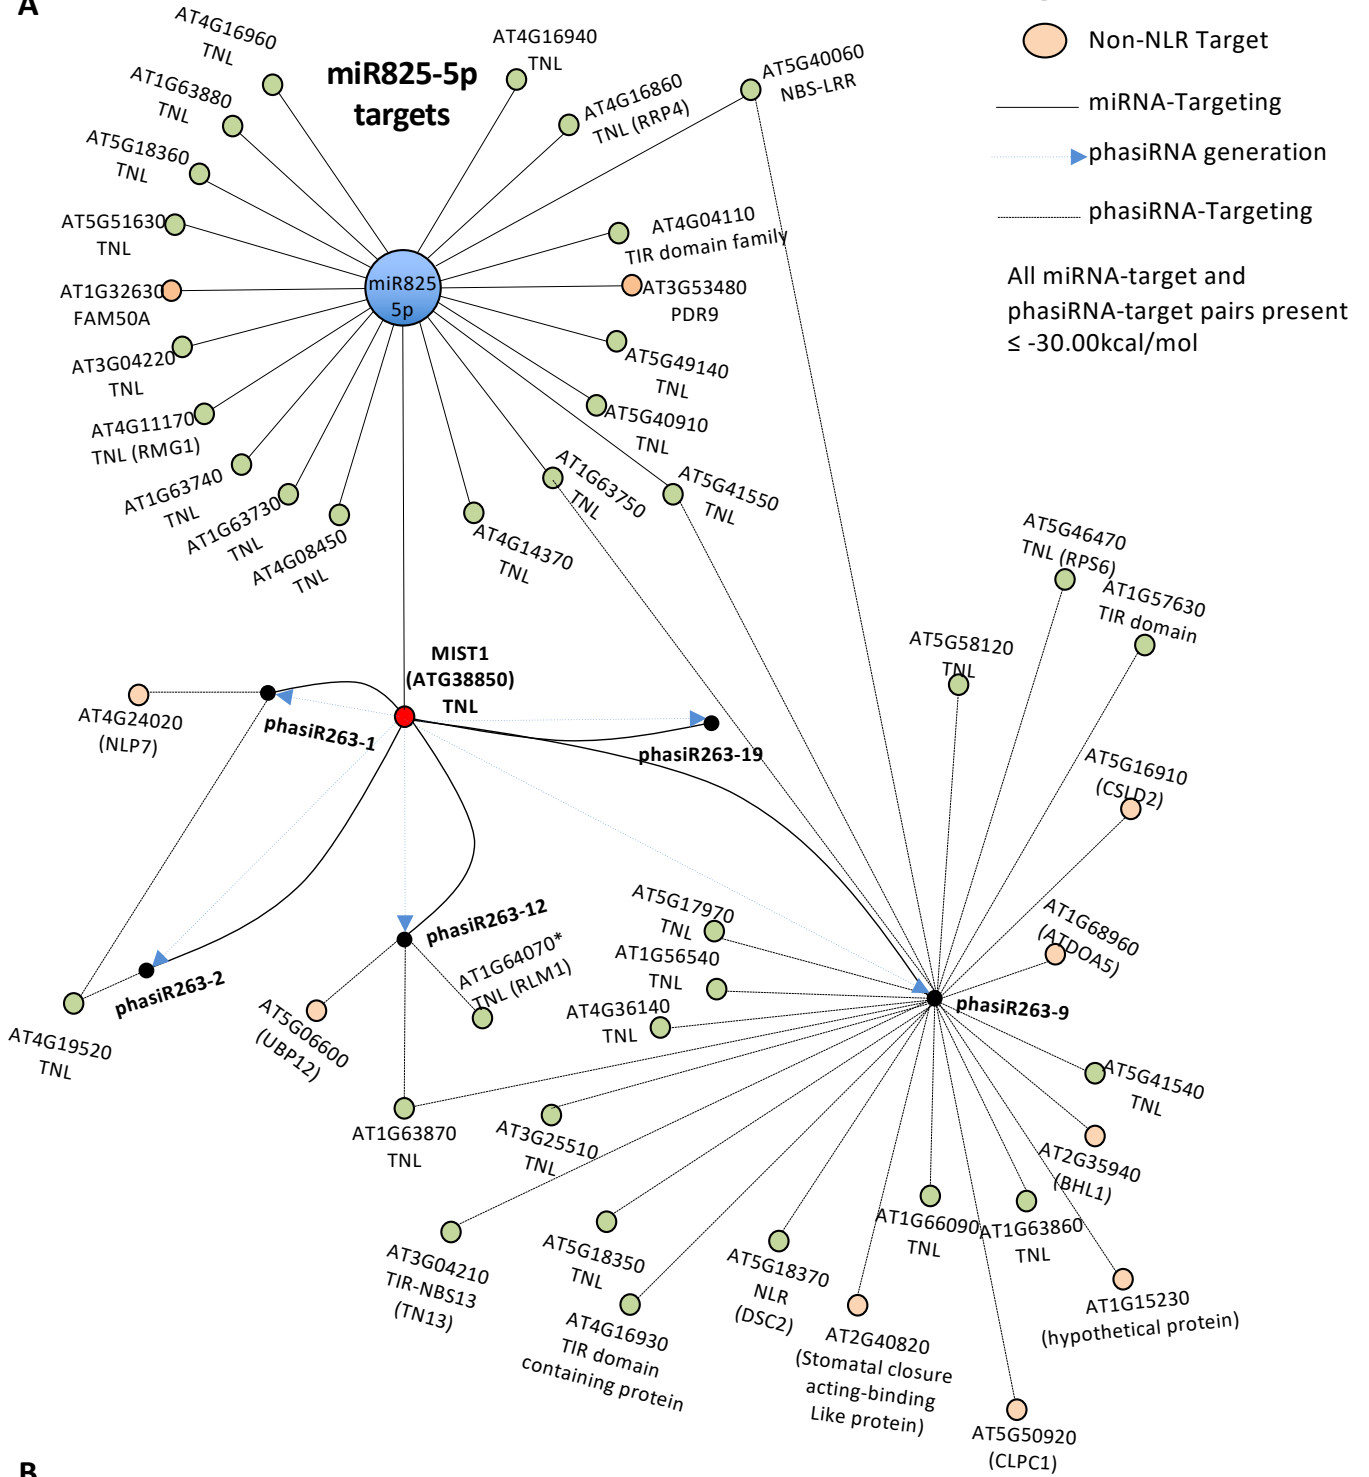 A
Non-NLR Target
miRNA-Targeting
phasiRNA generation
phasiRNA-Targeting
All miRNA-target and
phasiRNA-target pairs present
≤ -30.00kcal/mol
miR825-5p
targets
AT4G16960
TNL
AT1G63880
TNL
AT5G18360
TNL
AT5G51630
TNL
AT1G32630
FAM50A
AT3G04220
TNL
AT4G11170
TNL (RMG1)
AT1G63740
TNL
AT1G63730
TNL
AT4G08450
TNL
AT4G16940
TNL
AT4G16860
TNL (RRP4)
AT5G40060
NBS-LRR
AT4G04110
TIR domain family
AT3G53480
PDR9
AT5G49140
TNL
AT5G40910
TNL
AT5G41550
TNL
AT1G63750
TNL
AT4G14370
TNL
miR825
5p
MIST1
(ATG38850)
TNL
AT4G24020
(NLP7)
phasiR263-1
phasiR263-19
phasiR263-2
AT4G19520
TNL
phasiR263-12
AT5G06600
(UBP12)
AT1G64070*
TNL (RLM1)
AT1G63870
TNL
AT5G46470
TNL (RPS6)
AT1G57630
TIR domain
AT5G58120
TNL
AT5G16910
(CSLD2)
AT1G68960
(ATDOA5)
AT5G17970
TNL
AT1G56540
TNL
AT4G36140
TNL
phasiR263-9
AT5G41540
TNL
AT2G35940
(BHL1)
AT3G25510
TNL
AT3G04210
TIR-NBS13
(TN13)
AT5G18350
TNL
AT4G16930
TIR domain
containing protein
AT5G18370
NLR
(DSC2)
AT2G40820
(Stomatal closure
acting-binding
Like protein)
AT1G66090
TNL
AT1G63860
TNL
AT1G15230
(hypothetical protein)
AT5G50920
(CLPC1)
B